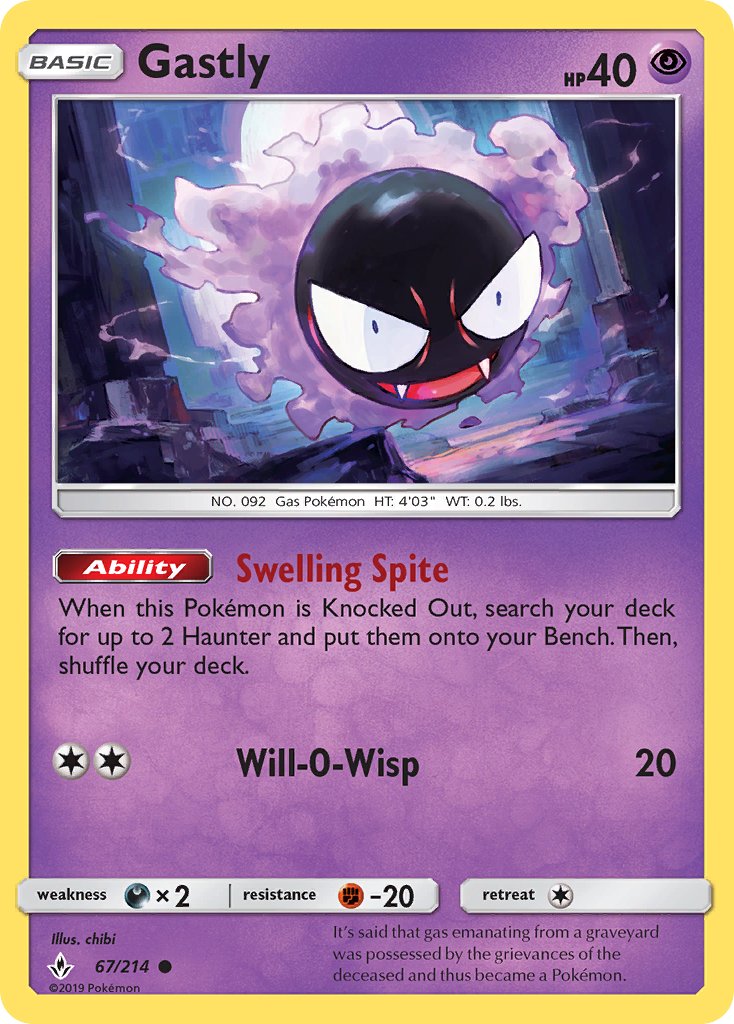 BASIC Gastly HP40
NO. 092 Gas Pokémon HT: 4'03" WT: 0.2 lbs.
Ability Swelling Spite
When this Pokémon is Knocked Out, search your deck
for up to 2 Haunter and put them onto your Bench. Then,
shuffle your deck.
Will-O-Wisp 20
weakness ×2 resistance -20 retreat
Illus. chibi
67/214
©2019 Pokémon
It's said that gas emanating from a graveyard
was possessed by the grievances of the
deceased and thus became a Pokémon.